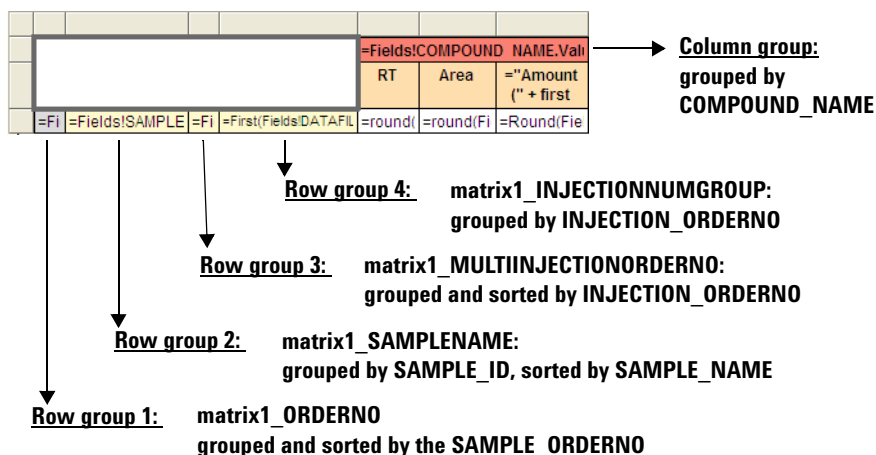 =Fields!COMPOUND_NAME.Valu
Column group:
grouped by
COMPOUND_NAME
RT Area ="Amount
(" + first
=Fi =Fields!SAMPLE =Fi =First(Fields!DATAFIL =round( =round(Fi =Round(Fie
Row group 4: matrix1_INJECTIONNUMGROUP:
grouped by INJECTION_ORDERNO
Row group 3: matrix1_MULTIINJECTIONORDERNO:
grouped and sorted by INJECTION_ORDERNO
Row group 2: matrix1_SAMPLENAME:
grouped by SAMPLE_ID, sorted by SAMPLE_NAME
Row group 1: matrix1_ORDERNO
grouped and sorted by the SAMPLE_ORDERNO